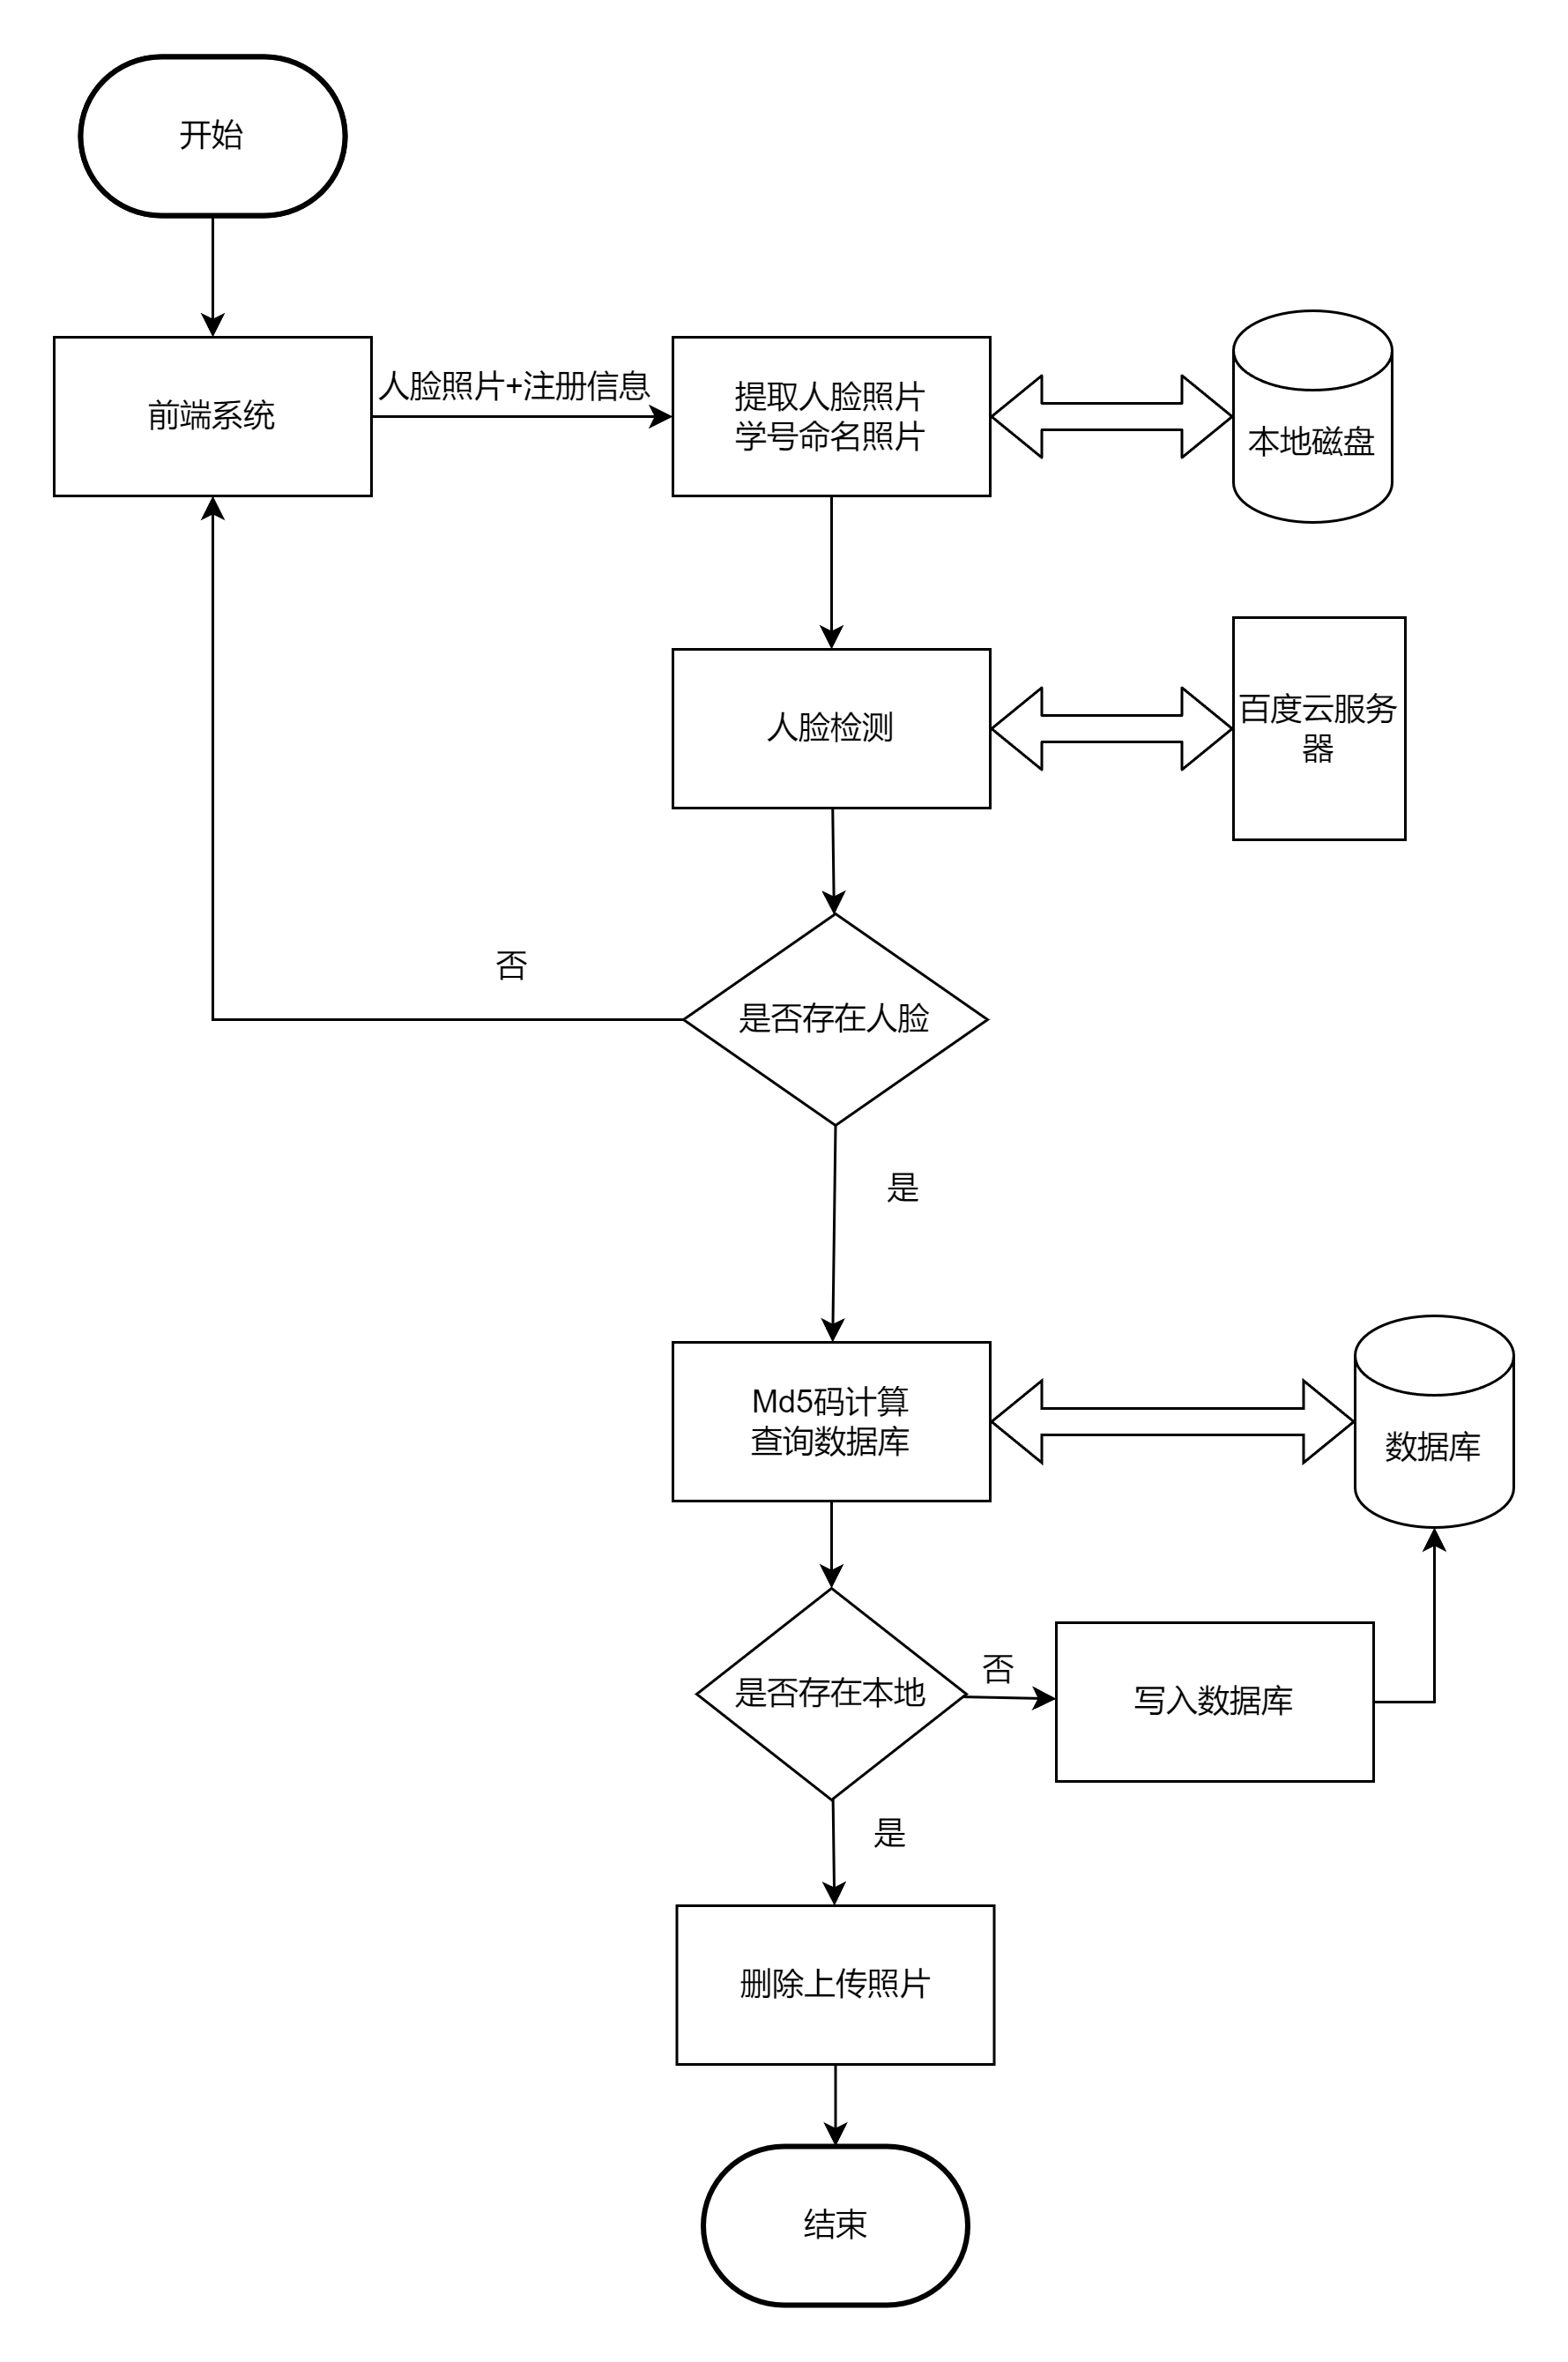 开始
前端系统
人脸照片+注册信息
提取人脸照片
学号命名照片
本地磁盘
人脸检测
百度云服务
器
否
是否存在人脸
是
Md5码计算
查询数据库
数据库
是否存在本地
否
写入数据库
是
删除上传照片
结束